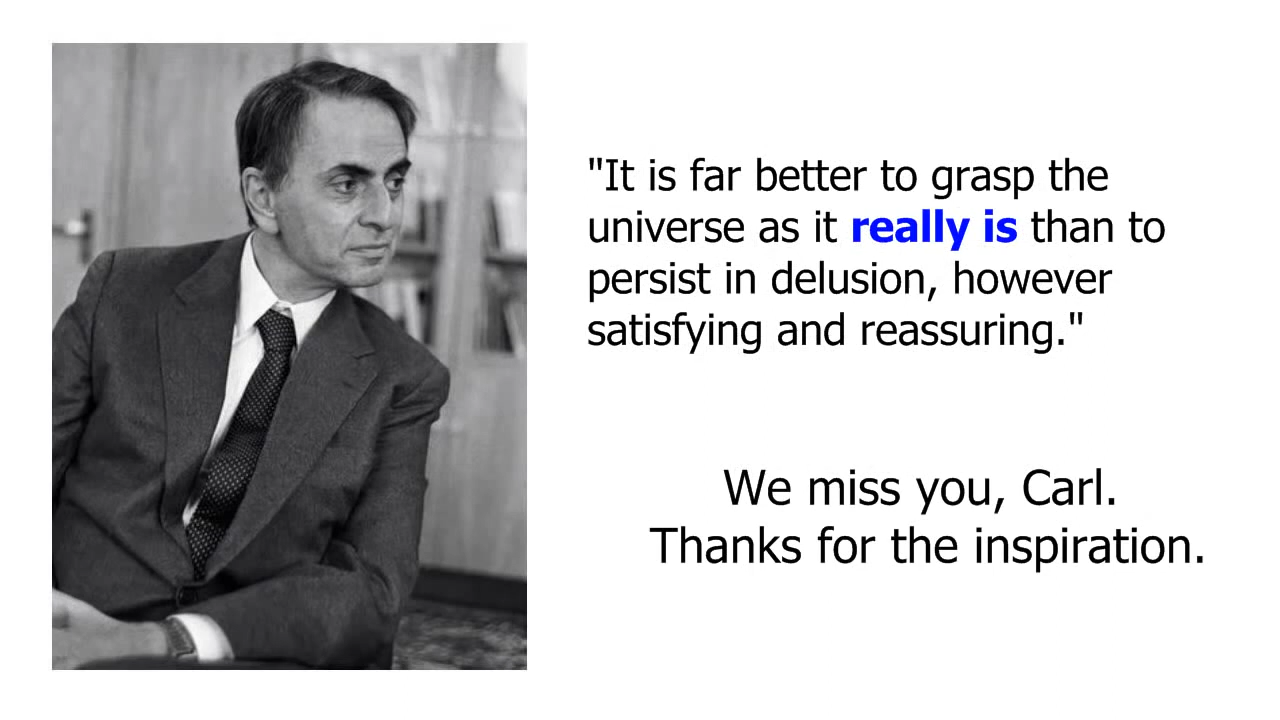 "It is far better to grasp the
universe as it really is than to
persist in delusion, however
satisfying and reassuring."
We miss you, Carl.
Thanks for the inspiration.